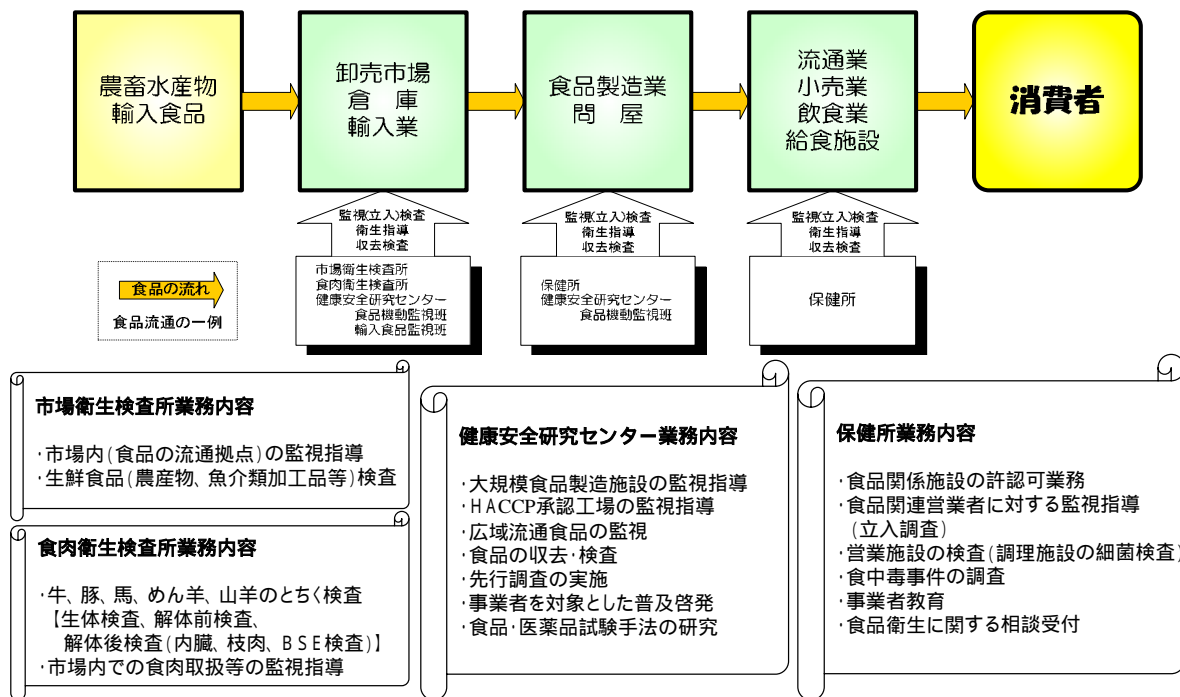 農畜水産物
輸入食品
卸売市場
倉　庫
輸入業
食品製造業
問　屋
流通業
小売業
飲食業
給食施設
消費者
監視(立入)検査
衛生指導
収去検査
監視(立入)検査
衛生指導
収去検査
監視(立入)検査
衛生指導
収去検査
食品の流れ
食品流通の一例
市場衛生検査所
食肉衛生検査所
健康安全研究センター
食品機動監視班
輸入食品監視班
保健所
健康安全研究センター
食品機動監視班
保健所
市場衛生検査所業務内容
･市場内(食品の流通拠点)の監視指導
･生鮮食品(農産物、魚介類加工品等)検査
食肉衛生検査所業務内容
･牛、豚、馬、めん羊、山羊のとちく検査
【生体検査、解体前検査、
解体後検査(内臓、枝肉、BSE検査)】
･市場内での食肉取扱等の監視指導
健康安全研究センター業務内容
･大規模食品製造施設の監視指導
･HACCP承認工場の監視指導
･広域流通食品の監視
･食品の収去･検査
･先行調査の実施
･事業者を対象とした普及啓発
･食品･医薬品試験手法の研究
保健所業務内容
･食品関係施設の許認可業務
･食品関連営業者に対する監視指導
(立入調査)
･営業施設の検査(調理施設の細菌検査)
･食中毒事件の調査
･事業者教育
･食品衛生に関する相談受付